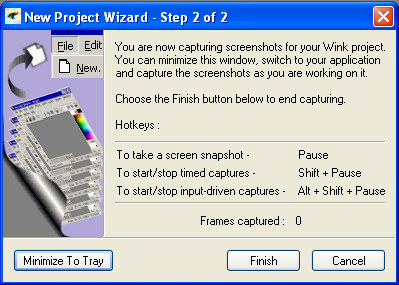 New Project Wizard - Step 2 of 2
File Edit
New.
You are now capturing screenshots for your Wink project.
You can minimize this window, switch to your application
and capture the screenshots as you are working on it.
Choose the Finish button below to end capturing.
Hotkeys :
To take a screen snapshot - Pause
To start/stop timed captures - Shift + Pause
To start/stop input-driven captures - Alt + Shift + Pause
Frames captured : 0
Minimize To Tray Finish Cancel